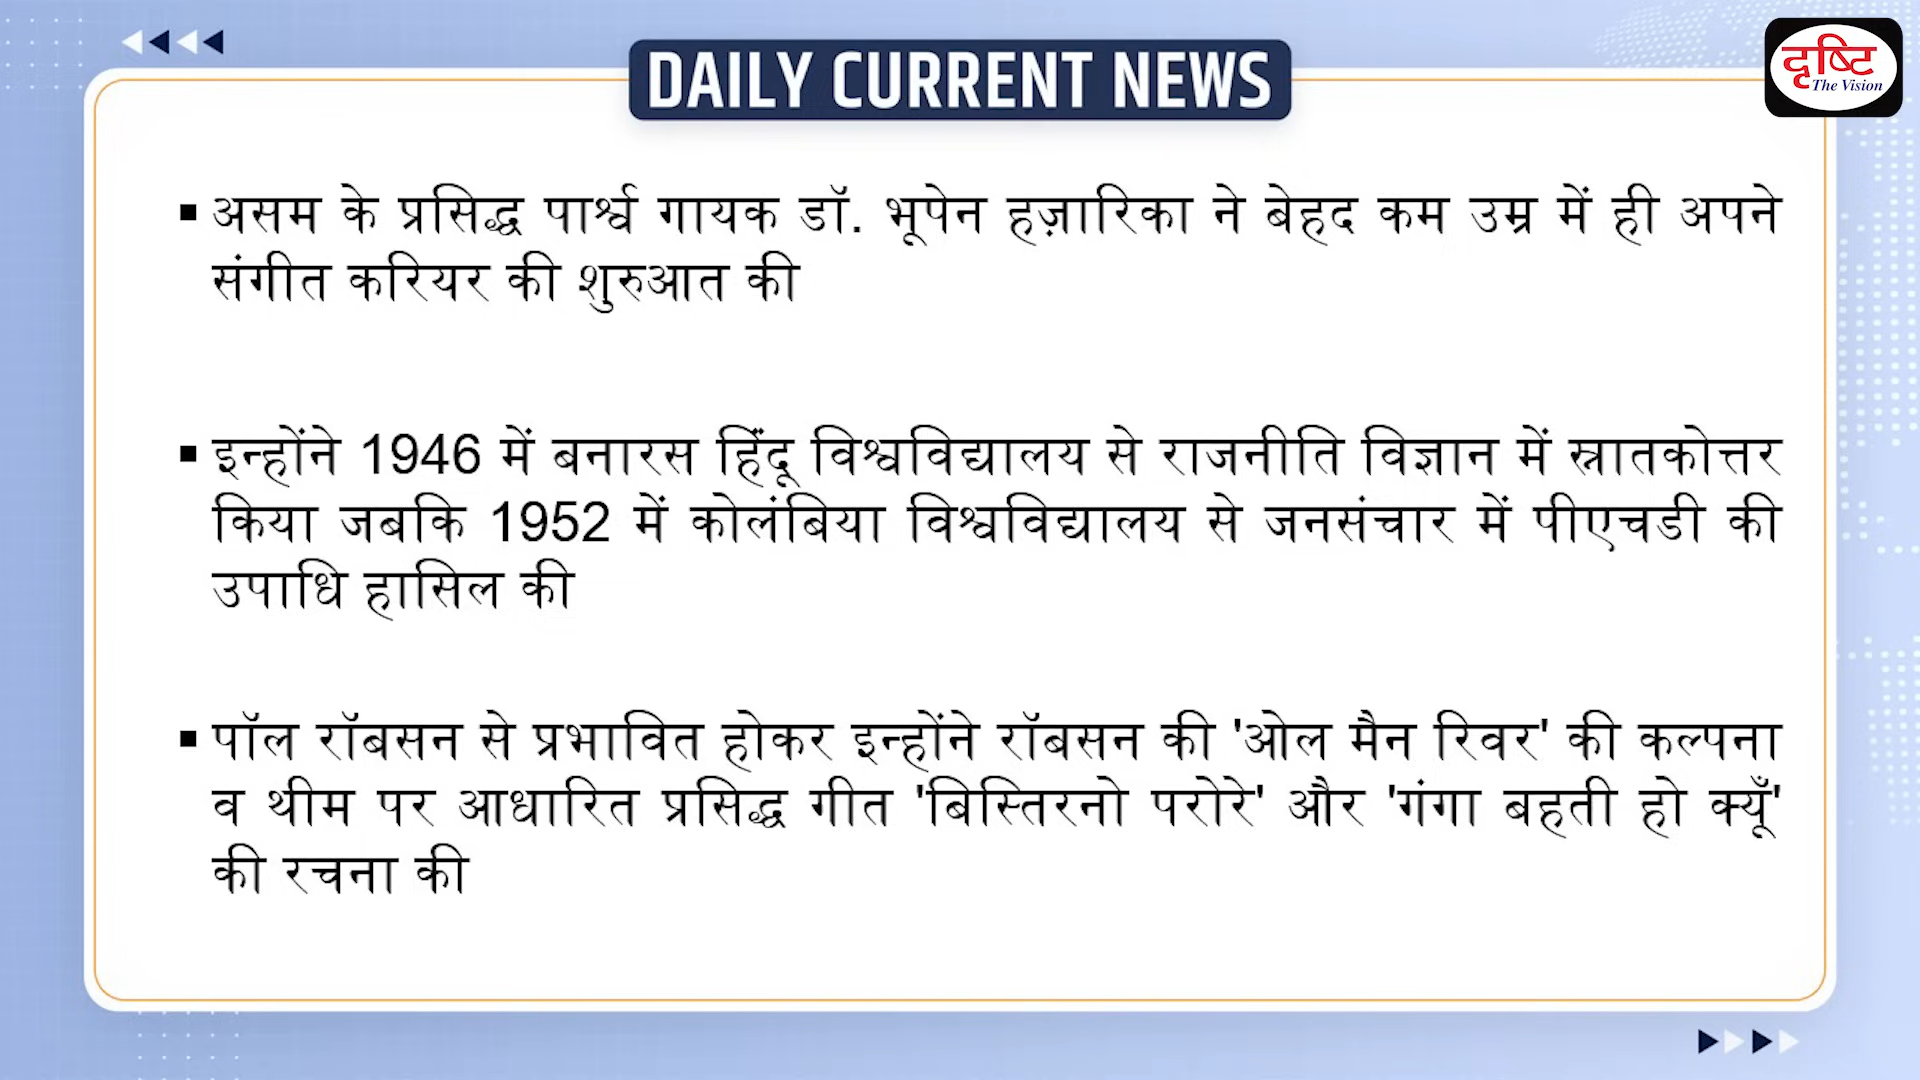 DAILY CURRENT NEWS
दृष्टि
The Vision
▪ असम के प्रसिद्ध पार्श्व गायक डॉ. भूपेन हज़ारिका ने बेहद कम उम्र में ही अपने
संगीत करियर की शुरुआत की
▪ इन्होंने 1946 में बनारस हिंदू विश्वविद्यालय से राजनीति विज्ञान में स्नातकोत्तर
किया जबकि 1952 में कोलंबिया विश्वविद्यालय से जनसंचार में पीएचडी की
उपाधि हासिल की
▪ पॉल रॉबसन से प्रभावित होकर इन्होंने रॉबसन की 'ओल मैन रिवर' की कल्पना
व थीम पर आधारित प्रसिद्ध गीत 'बिस्तिरनो परोरे' और 'गंगा बहती हो क्यूँ'
की रचना की